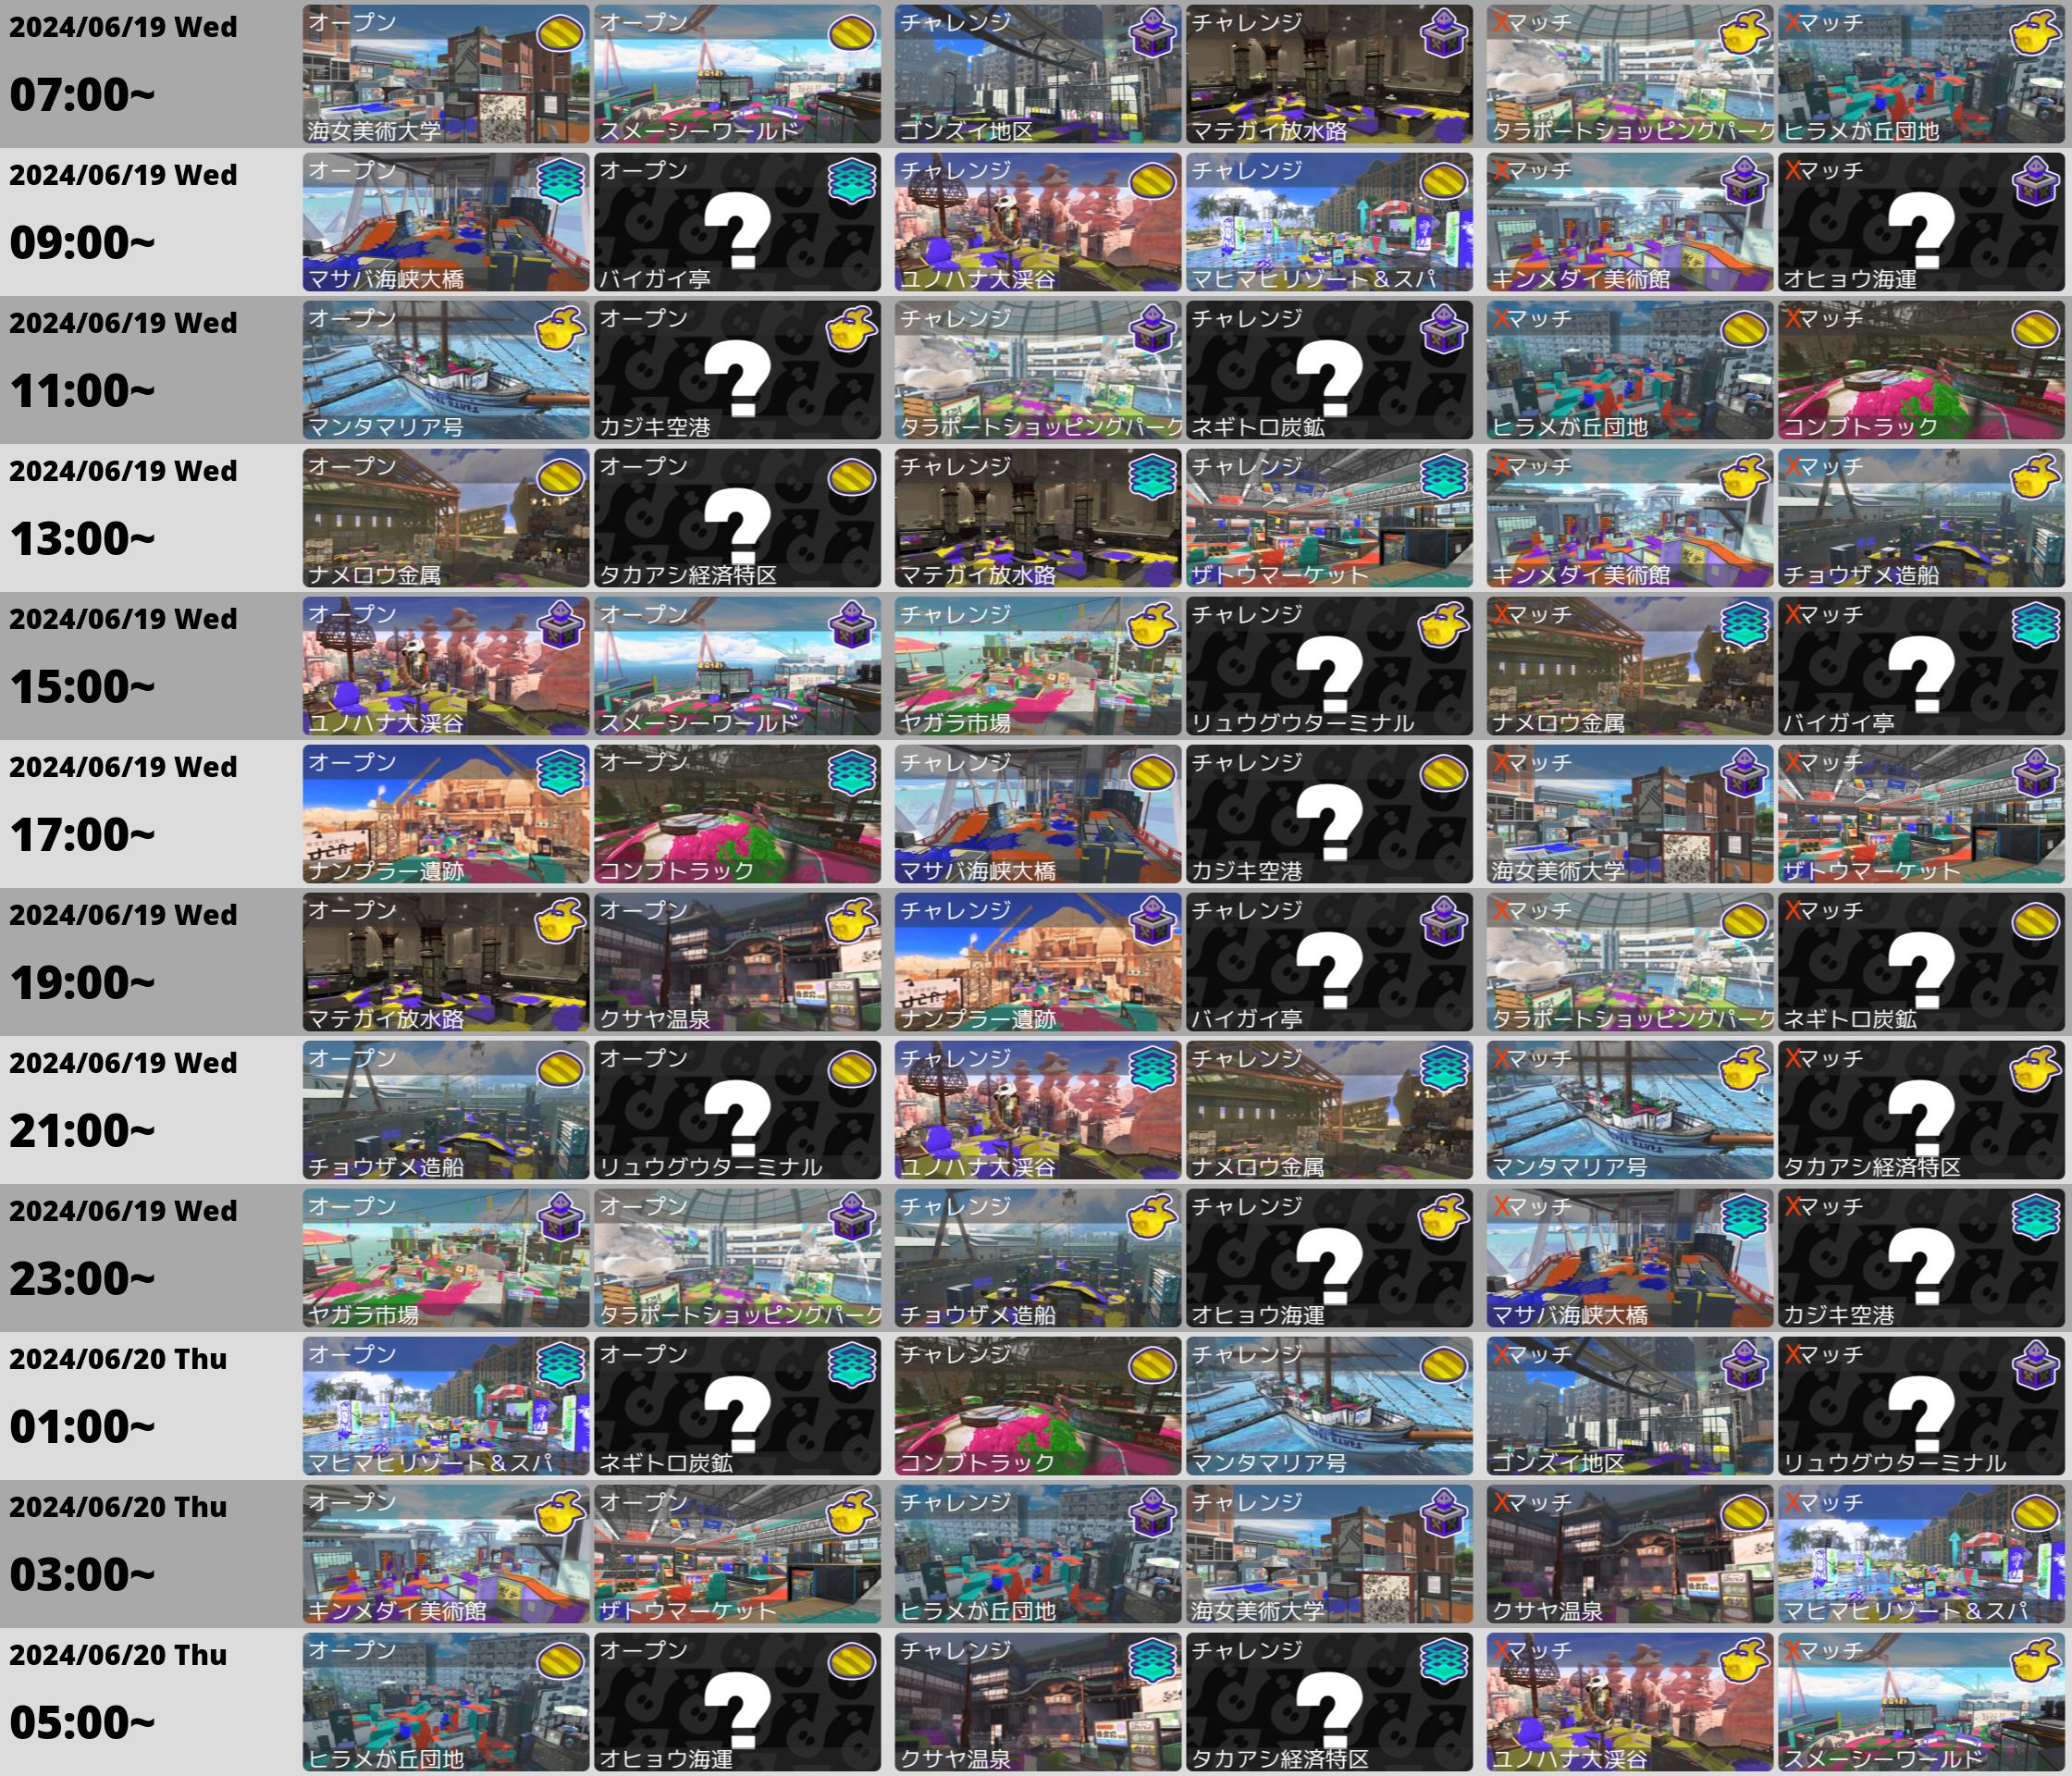 2024/06/19 Wed
07:00~
オープン
海女美術大学
オープン
スメーシーワールド
チャレンジ
ゴンズイ地区
チャレンジ
マテガイ放水路
Xマッチ
タラポートショッピングパーク
Xマッチ
ヒラメが丘団地
2024/06/19 Wed
09:00~
オープン
マサバ海峡大橋
オープン
バイガイ亭
チャレンジ
ユノハナ大渓谷
チャレンジ
マヒマヒリゾート＆スパ
Xマッチ
キンメダイ美術館
Xマッチ
オヒョウ海運
2024/06/19 Wed
11:00~
オープン
マンタマリア号
オープン
カジキ空港
チャレンジ
タラポートショッピングパーク
チャレンジ
ネギトロ炭鉱
Xマッチ
ヒラメが丘団地
Xマッチ
コンブトラック
2024/06/19 Wed
13:00~
オープン
ナメロウ金属
オープン
タカアシ経済特区
チャレンジ
マテガイ放水路
チャレンジ
ザトウマーケット
Xマッチ
キンメダイ美術館
Xマッチ
チョウザメ造船
2024/06/19 Wed
15:00~
オープン
ユノハナ大渓谷
オープン
スメーシーワールド
チャレンジ
ヤガラ市場
チャレンジ
リュウグウターミナル
Xマッチ
ナメロウ金属
Xマッチ
バイガイ亭
2024/06/19 Wed
17:00~
オープン
ナンプラー遺跡
オープン
コンブトラック
チャレンジ
マサバ海峡大橋
チャレンジ
カジキ空港
Xマッチ
海女美術大学
Xマッチ
ザトウマーケット
2024/06/19 Wed
19:00~
オープン
マテガイ放水路
オープン
クサヤ温泉
チャレンジ
ナンプラー遺跡
チャレンジ
バイガイ亭
Xマッチ
タラポートショッピングパーク
Xマッチ
ネギトロ炭鉱
2024/06/19 Wed
21:00~
オープン
チョウザメ造船
オープン
リュウグウターミナル
チャレンジ
ユノハナ大渓谷
チャレンジ
ナメロウ金属
Xマッチ
マンタマリア号
Xマッチ
タカアシ経済特区
2024/06/19 Wed
23:00~
オープン
ヤガラ市場
オープン
タラポートショッピングパーク
チャレンジ
チョウザメ造船
チャレンジ
オヒョウ海運
Xマッチ
マサバ海峡大橋
Xマッチ
カジキ空港
2024/06/20 Thu
01:00~
オープン
マヒマヒリゾート＆スパ
オープン
ネギトロ炭鉱
チャレンジ
コンブトラック
チャレンジ
マンタマリア号
Xマッチ
ゴンズイ地区
Xマッチ
リュウグウターミナル
2024/06/20 Thu
03:00~
オープン
キンメダイ美術館
オープン
ザトウマーケット
チャレンジ
ヒラメが丘団地
チャレンジ
海女美術大学
Xマッチ
クサヤ温泉
Xマッチ
マヒマヒリゾート＆スパ
2024/06/20 Thu
05:00~
オープン
ヒラメが丘団地
オープン
オヒョウ海運
チャレンジ
クサヤ温泉
チャレンジ
タカアシ経済特区
Xマッチ
ユノハナ大渓谷
Xマッチ
スメーシーワールド